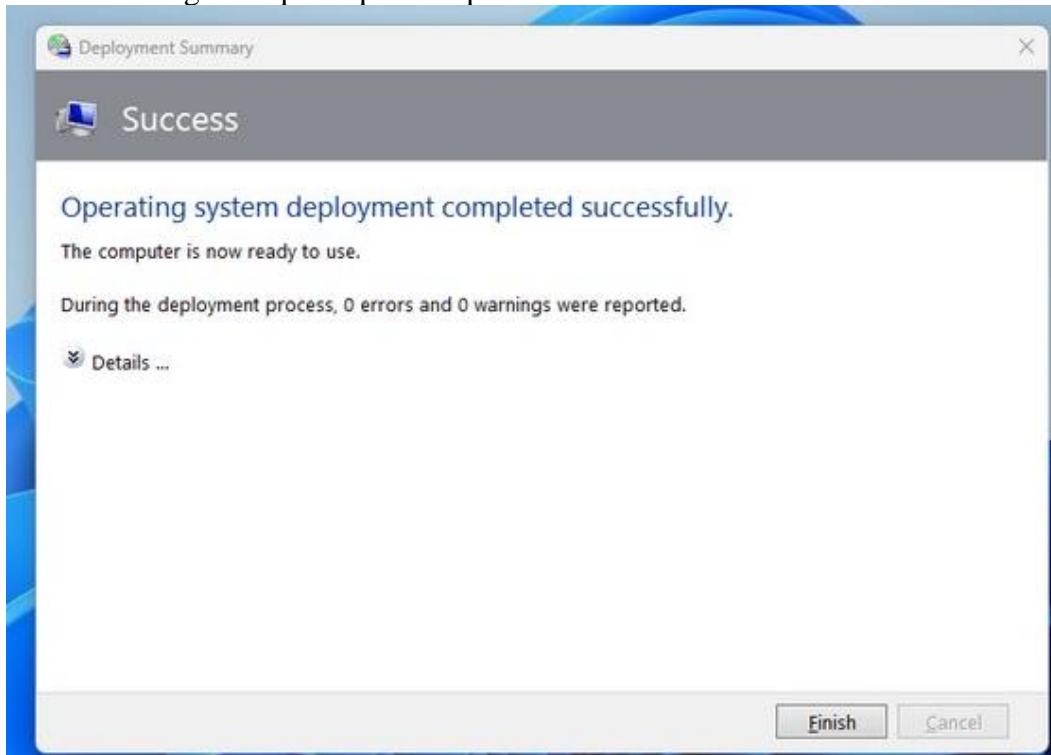 Deployment Summary
Success
Operating system deployment completed successfully.
The computer is now ready to use.
During the deployment process, 0 errors and 0 warnings were reported.
Details ...
Finish Cancel